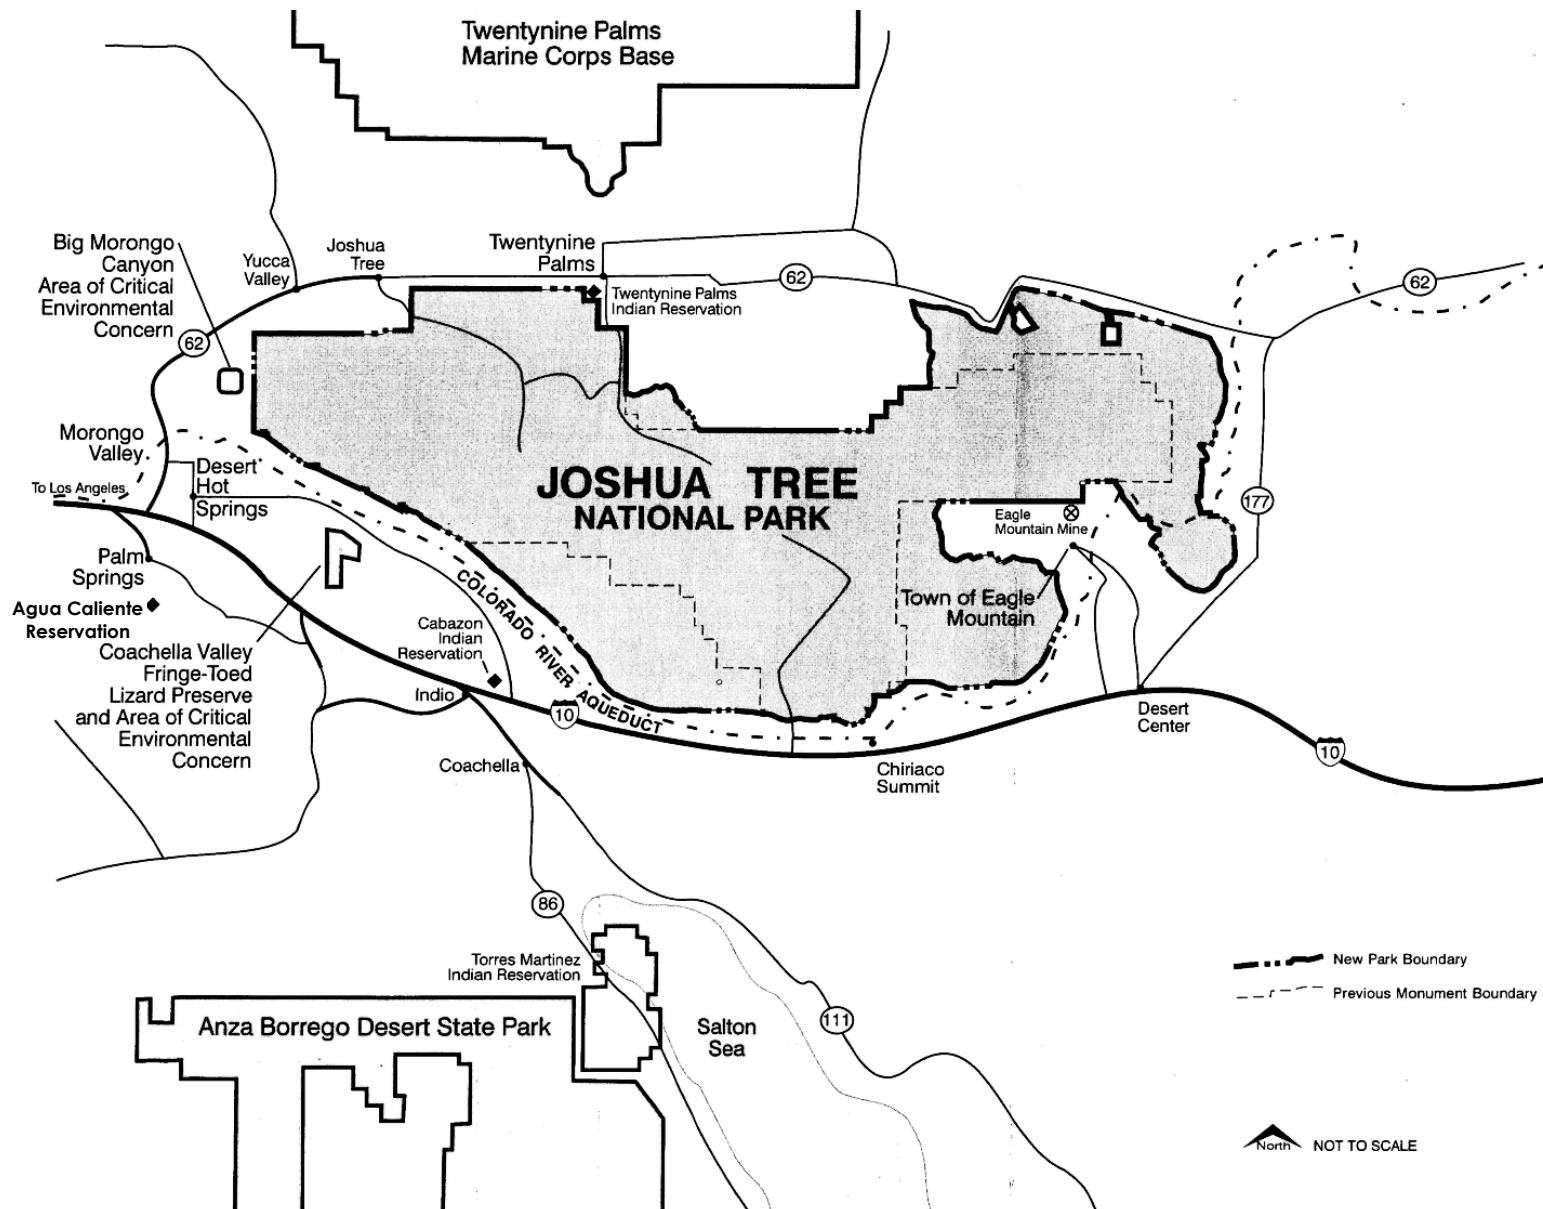 Twentynine Palms
Marine Corps Base
Big Morongo
Canyon
Area of Critical
Environmental
Concern
Yucca
Valley
Joshua
Tree
Twentynine
Palms
62
62
62
Twentynine Palms
Indian Reservation
Morongo
Valley
To Los Angeles
Desert
Hot
Springs
JOSHUA TREE
NATIONAL PARK
Eagle
Mountain Mine
177
Palm
Springs
Agua Caliente
Reservation
COLORADO RIVER AQUEDUCT
Town of Eagle
Mountain
Cabazon
Indian
Reservation
Coachella Valley
Fringe-Toed
Lizard Preserve
and Area of Critical
Environmental
Concern
Indio
10
Desert
Center
10
Coachella
Chiriaco
Summit
86
Torres Martinez
Indian Reservation
New Park Boundary
Previous Monument Boundary
Anza Borrego Desert State Park
Salton
Sea
111
North
NOT TO SCALE